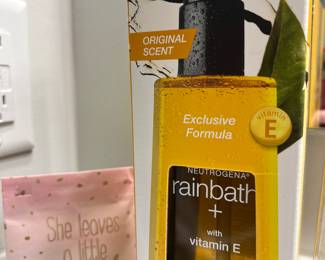 ORIGINAL
SCENT
Exclusive
Formula
vitamin
E
NEUTROGENA®
rainbath
+
with
vitamin E
She leaves
a little